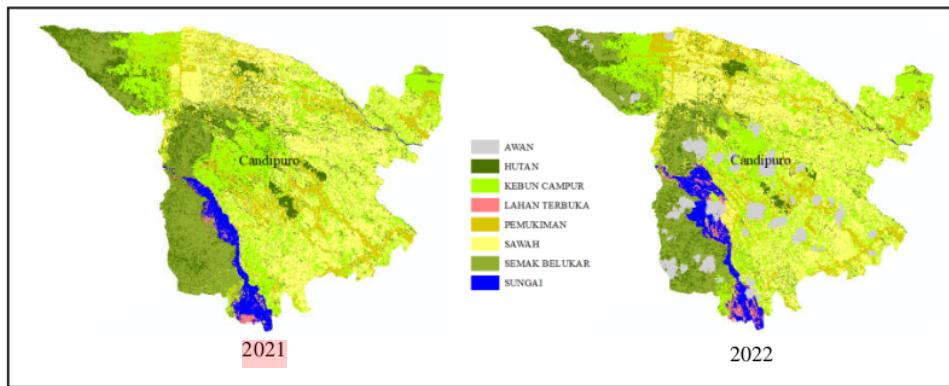 Candipuro
AWAN
HUTAN
KEBUN CAMPUR
LAHAN TERBUKA
PEMUKIMAN
SAWAH
SEMAK BELUKAR
SUNGAI
Candipuro
2021
2022